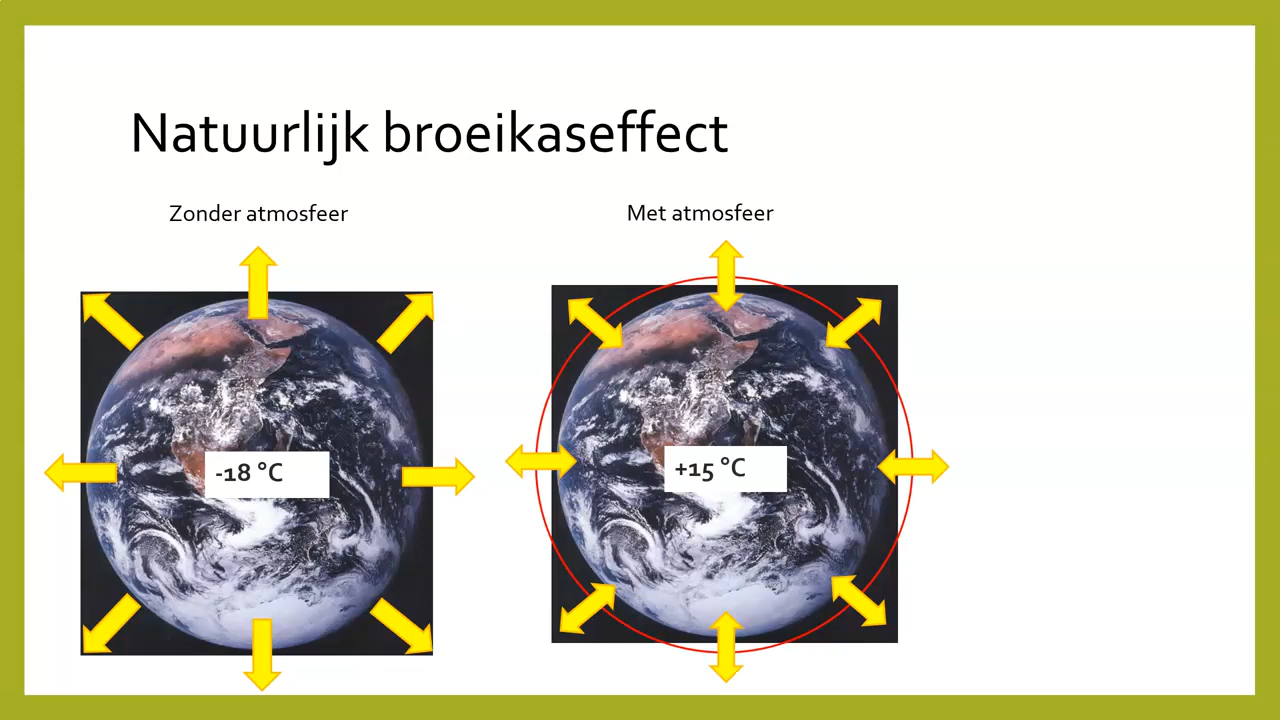 Natuurlijk broeikaseffect
Zonder atmosfeer
Met atmosfeer
-18 °C
+15 °C